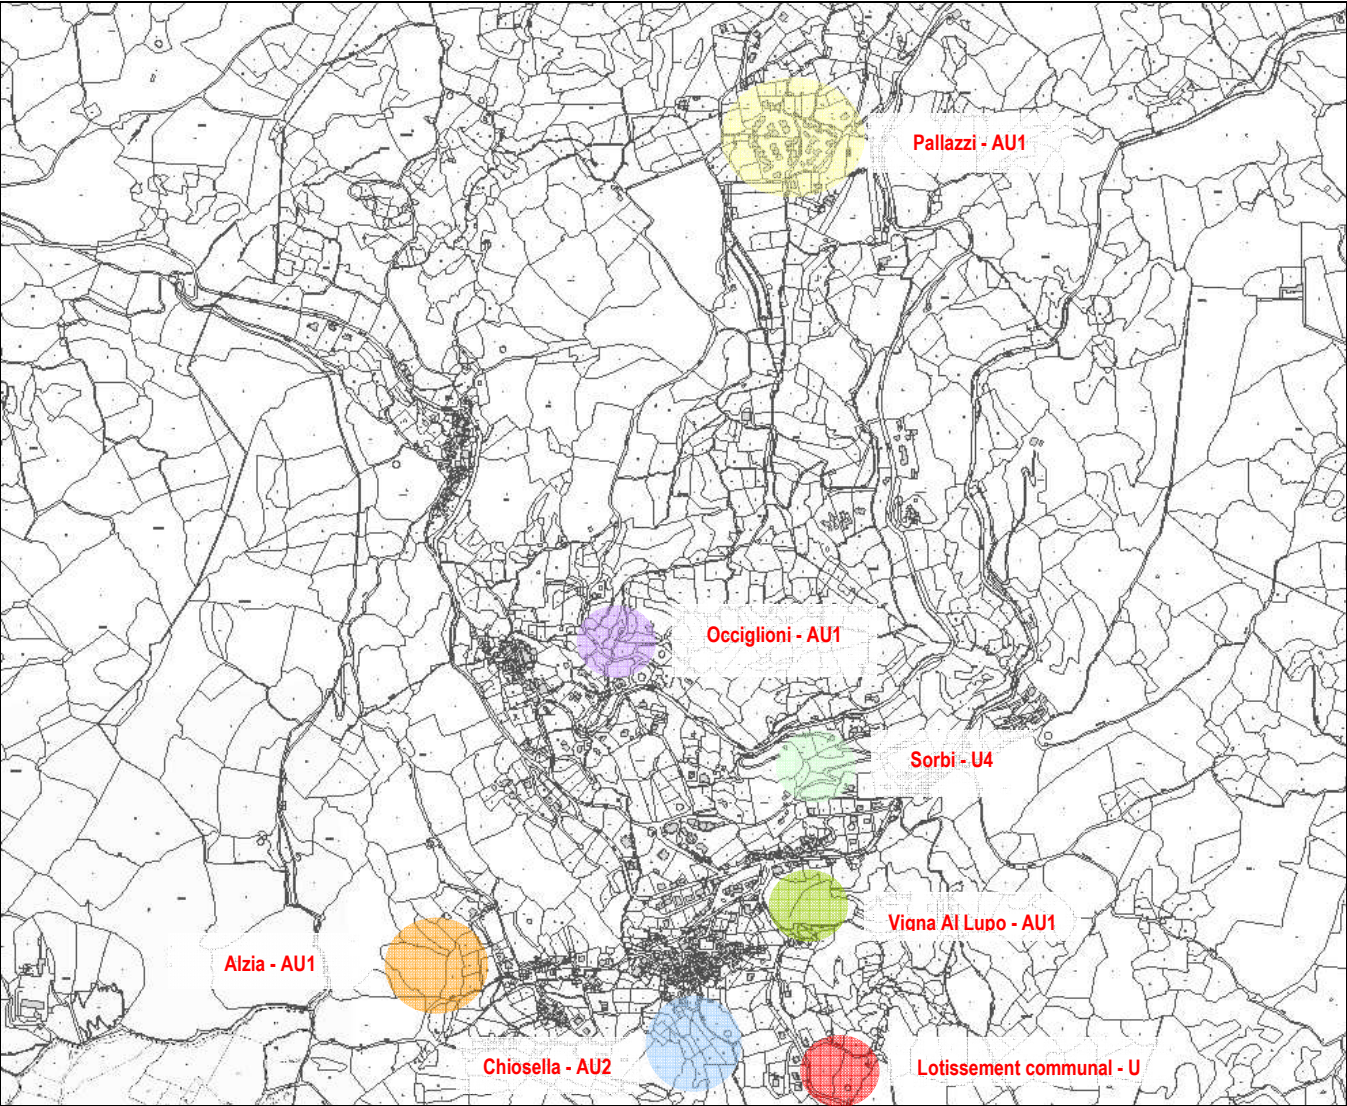 Pallazzi - AU1
Occiglioni - AU1
Sorbi - U4
Vigna Al Lupo - AU1
Alzia - AU1
Chiosella - AU2
Lotissement communal - U